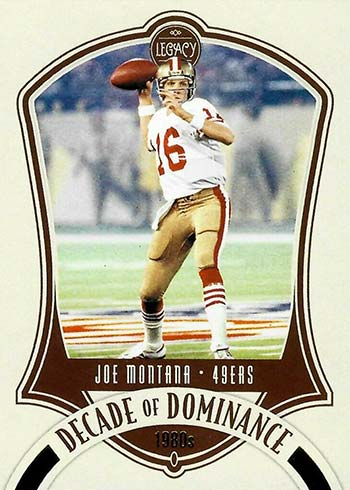 LEGACY
16
JOE MONTANA • 49ERS
DECADE OF DOMINANCE
1980s